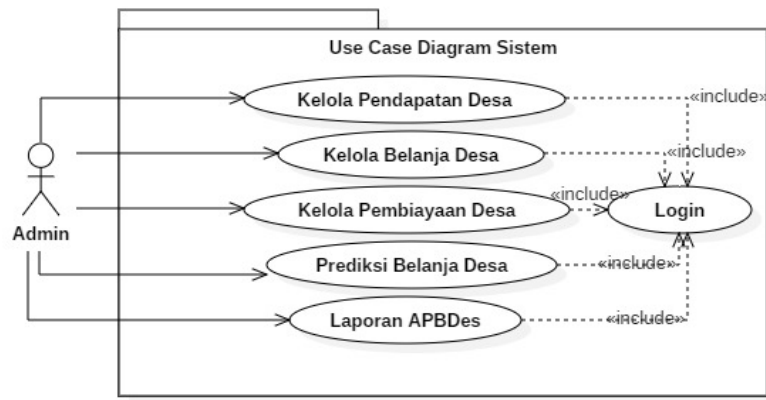 Use Case Diagram Sistem
Kelola Pendapatan Desa
«include»
Kelola Belanja Desa
«include»
Kelola Pembiayaan Desa
«include»
Login
Admin
Prediksi Belanja Desa
«include»
Laporan APBDes
«include»